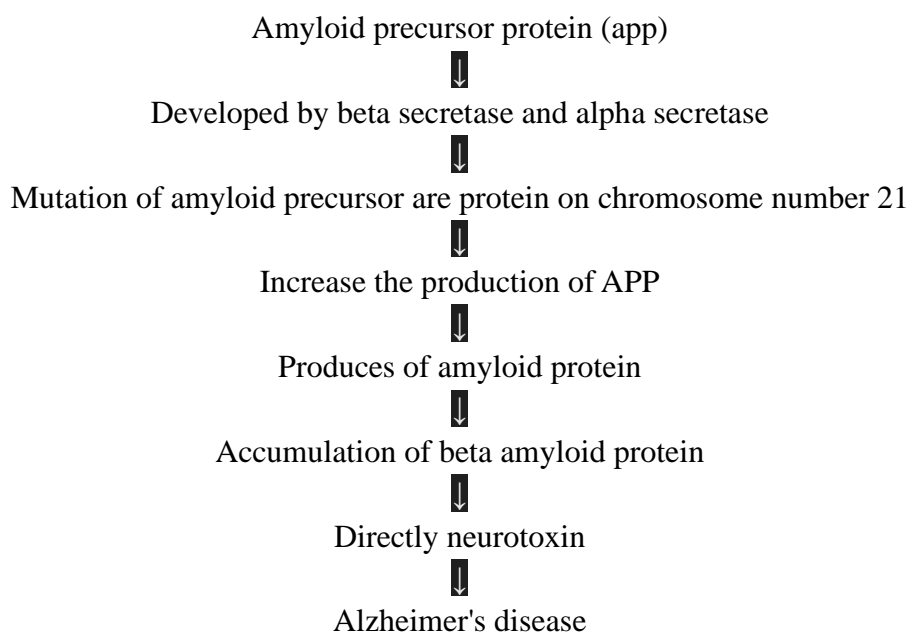 Amyloid precursor protein (app)
↓
Developed by beta secretase and alpha secretase
↓
Mutation of amyloid precursor are protein on chromosome number 21
↓
Increase the production of APP
↓
Produces of amyloid protein
↓
Accumulation of beta amyloid protein
↓
Directly neurotoxin
↓
Alzheimer's disease